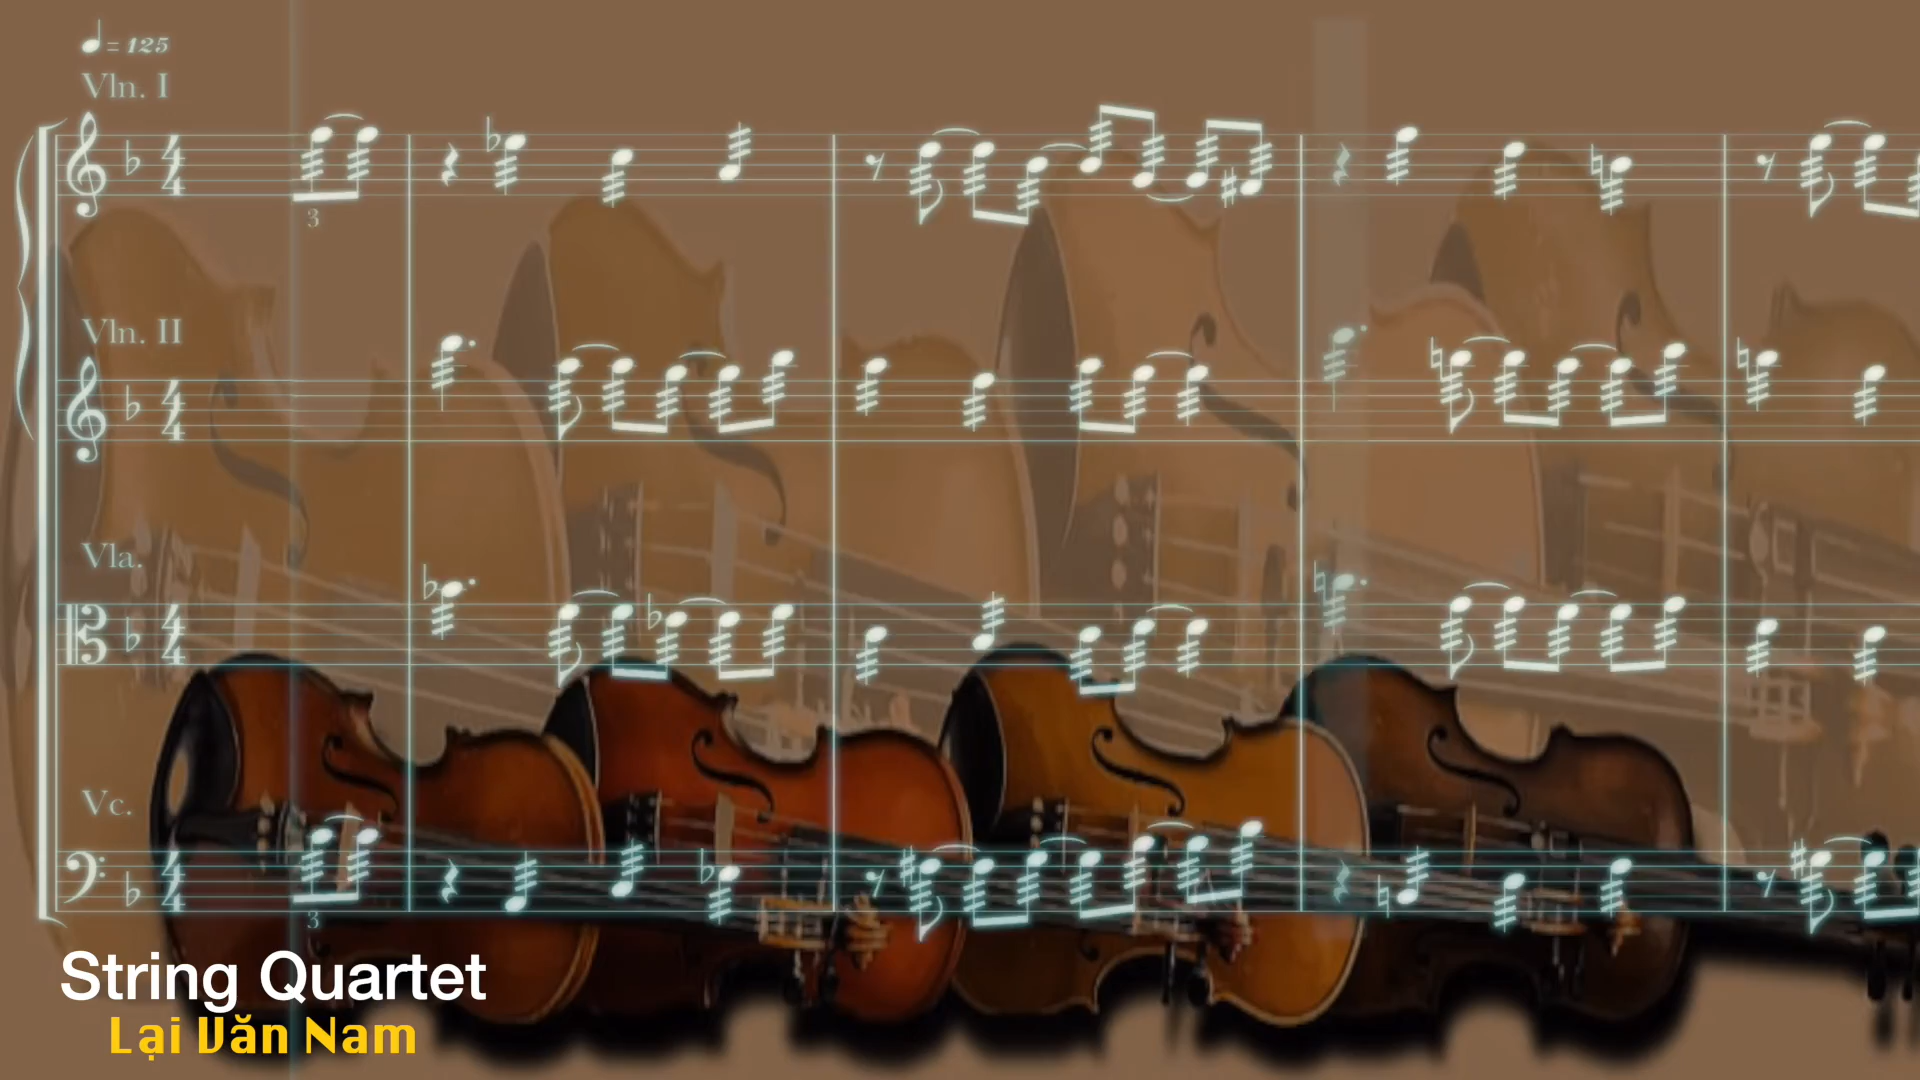 ♩ = 125
Vln. I
3
Vln. II
Vla.
Vc.
3
String Quartet
Lại Văn Nam